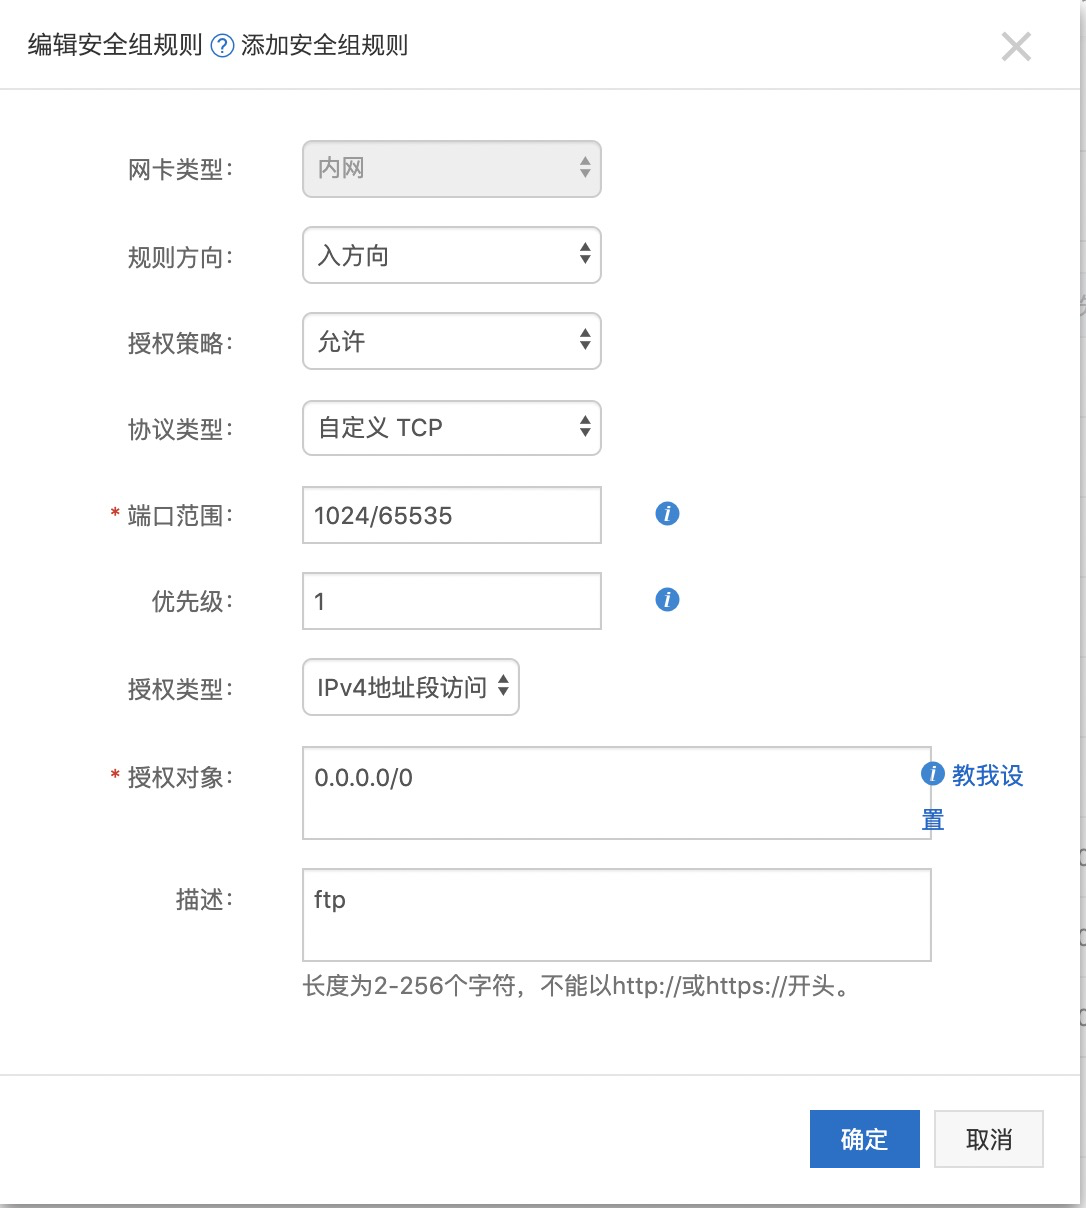 编辑安全组规则 ? 添加安全组规则
网卡类型： 内网
规则方向： 入方向
授权策略： 允许
协议类型： 自定义 TCP
* 端口范围： 1024/65535
优先级： 1
授权类型： IPv4地址段访问
* 授权对象： 0.0.0.0/0 教我设
置
描述： ftp
长度为2-256个字符，不能以http://或https://开头。
确定 取消